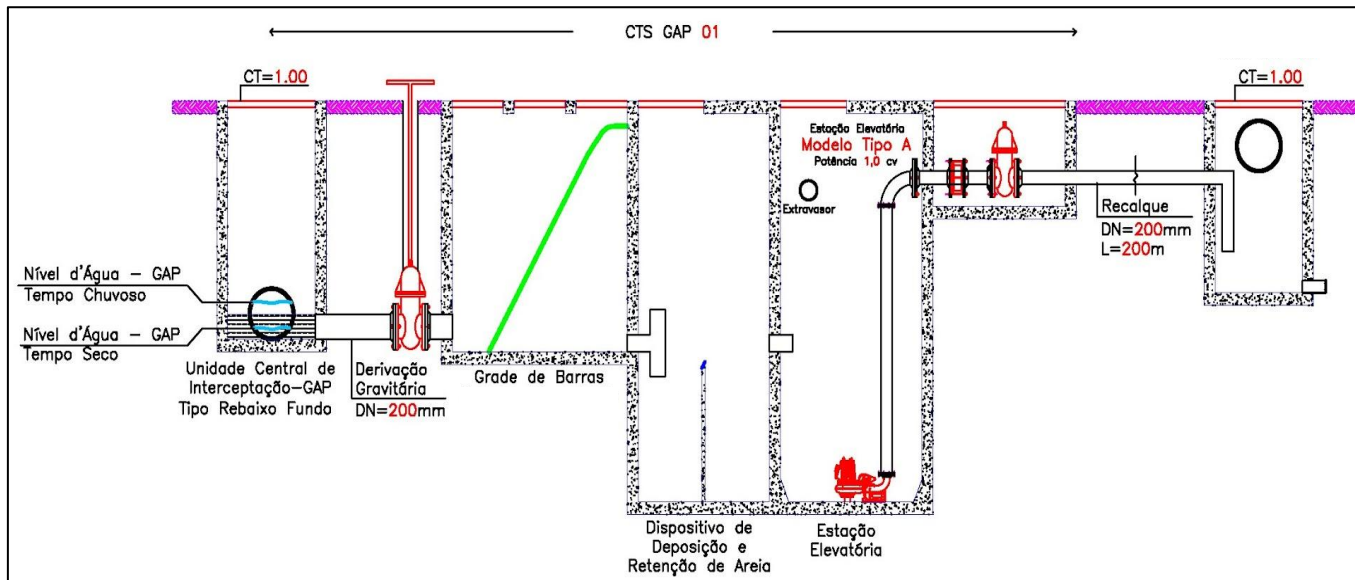 CTS GAP 01
CT=1.00
CT=1.00
Estação Elevatória
Modelo Tipo A
Potência 1,0 cv
Extravasor
Recalque
DN=200mm
L=200m
Nível d'Água - GAP
Tempo Chuvoso
Nível d'Água - GAP
Tempo Seco
Unidade Central de
Interceptação-GAP
Tipo Rebaixo Fundo
Derivação
Gravitária
DN=200mm
Grade de Barras
Dispositivo de
Deposição e
Retenção de Areia
Estação
Elevatória